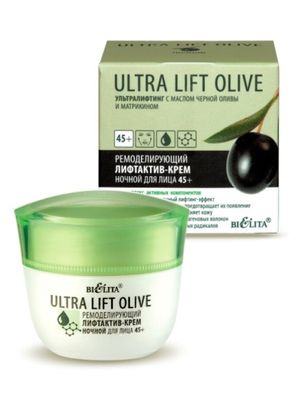 ULTRA LIFT OLIVE
УЛЬТРАЛИФТИНГ С МАСЛОМ ЧЕРНОЙ ОЛИВЫ
И МАТРИКИНОМ
45+
РЕМОДЕЛИРУЮЩИЙ
ЛИФТАКТИВ-КРЕМ
НОЧНОЙ ДЛЯ ЛИЦА 45+
АКТИВНЫХ КОМПОНЕНТОВ
лифтинг-эффект
предотвращает их появление
кожу
волокон
радикалов
BIELITA
BIELITA
ULTRA LIFT OLIVE
РЕМОДЕЛИРУЮЩИЙ
ЛИФТАКТИВ-КРЕМ
НОЧНОЙ ДЛЯ ЛИЦА 45+